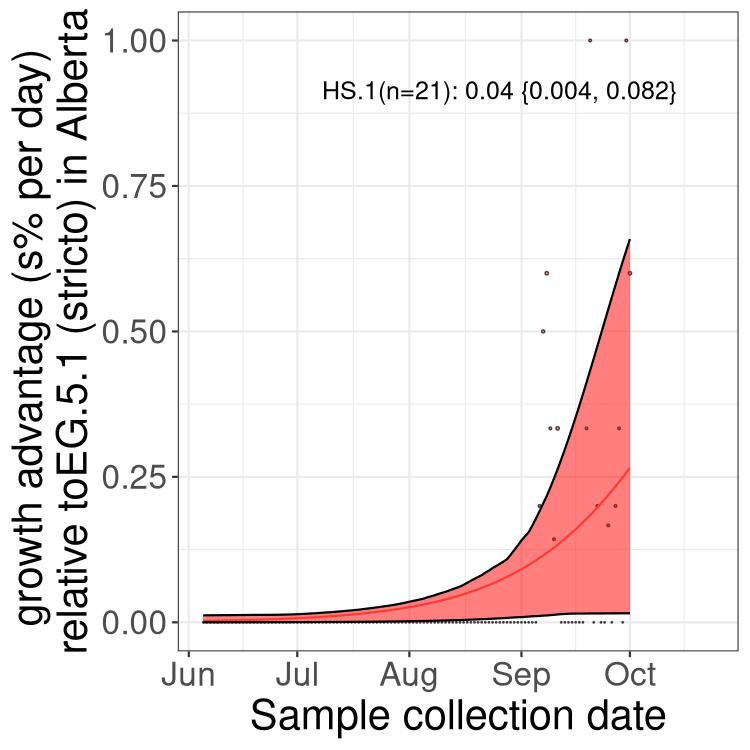 growth advantage (s% per day)
relative toEG.5.1 (stricto) in Alberta
1.00
0.75
0.50
0.25
0.00
HS.1(n=21): 0.04 {0.004, 0.082}
Jun Jul Aug Sep Oct
Sample collection date